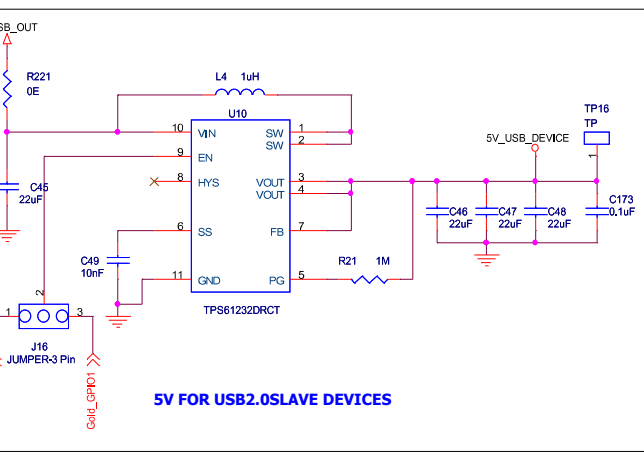 SB_OUT
R221
0E
L4 1uH
U10
TP16
TP
10 VIN SW 1
SW 2
5V_USB_DEVICE
9 EN
1
8 HYS VOUT 3
VOUT 4
C45
22uF
C46
22uF
C47
22uF
C48
22uF
C173
0.1uF
6 SS FB 7
C49
10nF
R21 1M
11 GND PG 5
2
TPS61232DRCT
1 3
J16
JUMPER-3 Pin
Gold_GPIO1
5V FOR USB2.0SLAVE DEVICES